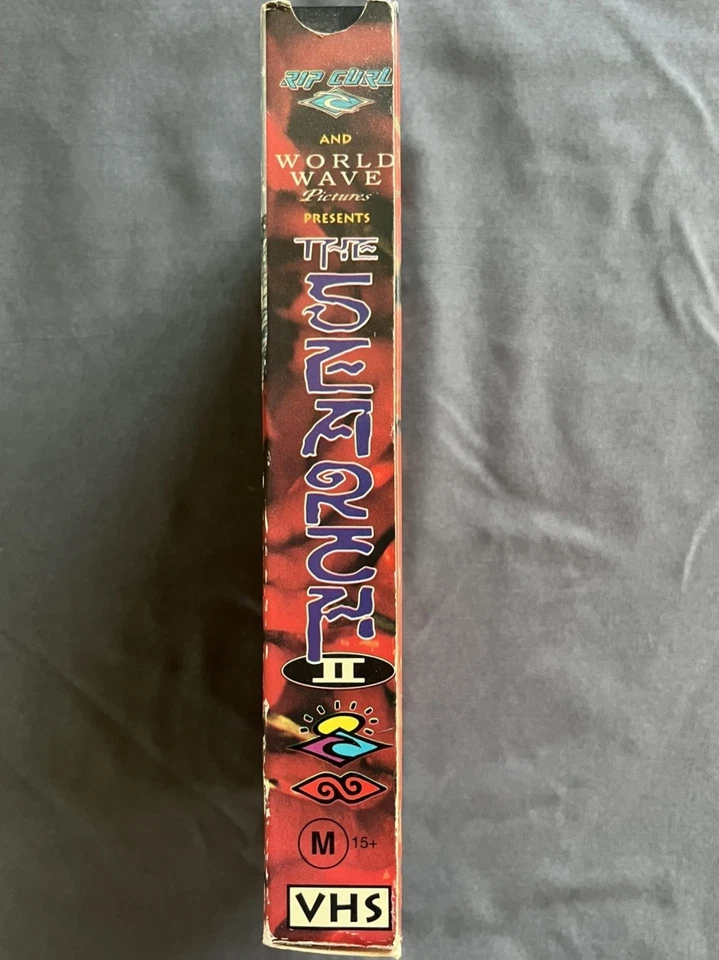 RIP CURL
AND
WORLD
WAVE
Pictures
PRESENTS
THE
SEARCH
II
M 15+
VHS